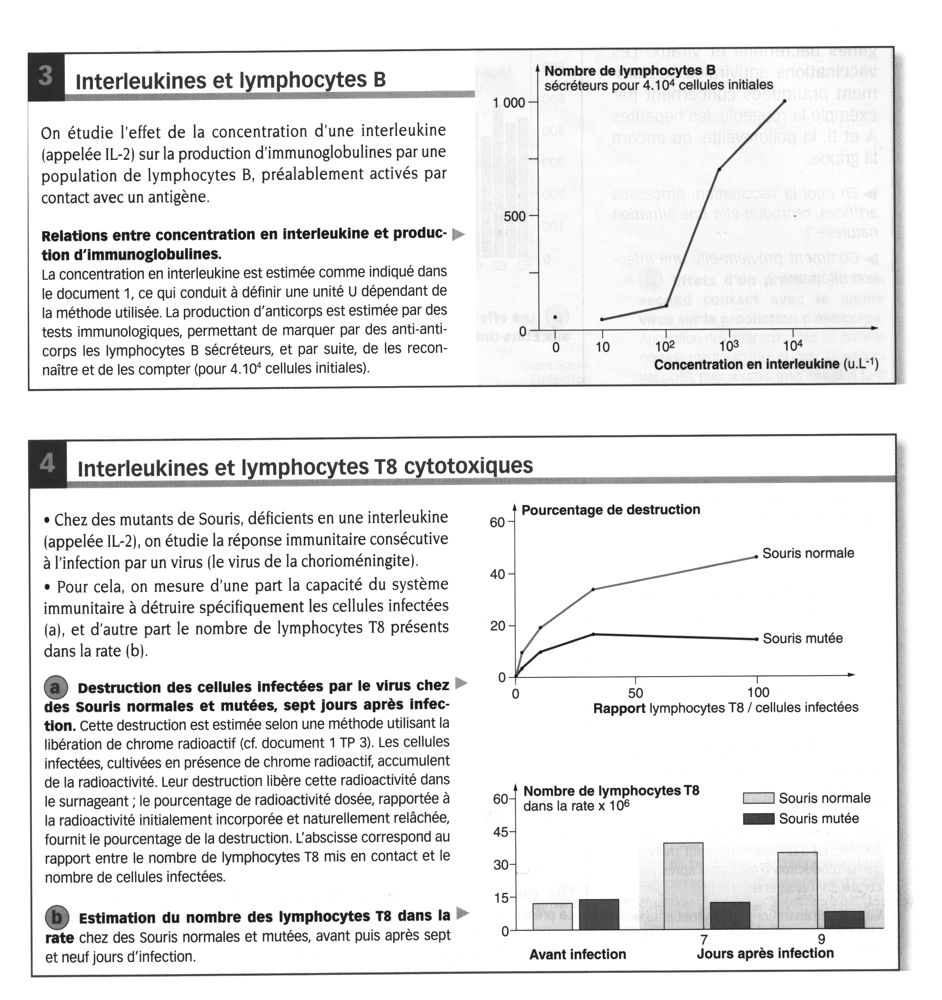 3
Interleukines et lymphocytes B
On étudie l'effet de la concentration d'une interleukine
(appelée IL-2) sur la production d'immunoglobulines par une
population de lymphocytes B, préalablement activés par
contact avec un antigène.
Relations entre concentration en interleukine et produc-
tion d'immunoglobulines.
La concentration en interleukine est estimée comme indiqué dans
le document 1, ce qui conduit à définir une unité U dépendant de
la méthode utilisée. La production d'anticorps est estimée par des
tests immunologiques, permettant de marquer par des anti-anti-
corps les lymphocytes B sécréteurs, et par suite, de les recon-
naître et de les compter (pour 4.10⁴ cellules initiales).
Nombre de lymphocytes B
sécréteurs pour 4.10⁴ cellules initiales
1 000
500
0
0 10 10² 10³ 10⁴
Concentration en interleukine (u.L⁻¹)
4
Interleukines et lymphocytes T8 cytotoxiques
• Chez des mutants de Souris, déficients en une interleukine
(appelée IL-2), on étudie la réponse immunitaire consécutive
à l'infection par un virus (le virus de la chorioméningite).
• Pour cela, on mesure d'une part la capacité du système
immunitaire à détruire spécifiquement les cellules infectées
(a), et d'autre part le nombre de lymphocytes T8 présents
dans la rate (b).
a Destruction des cellules infectées par le virus chez
des Souris normales et mutées, sept jours après infec-
tion. Cette destruction est estimée selon une méthode utilisant la
libération de chrome radioactif (cf. document 1 TP 3). Les cellules
infectées, cultivées en présence de chrome radioactif, accumulent
de la radioactivité. Leur destruction libère cette radioactivité dans
le surnageant ; le pourcentage de radioactivité dosée, rapportée à
la radioactivité initialement incorporée et naturellement relâchée,
fournit le pourcentage de la destruction. L'abscisse correspond au
rapport entre le nombre de lymphocytes T8 mis en contact et le
nombre de cellules infectées.
b Estimation du nombre des lymphocytes T8 dans la
rate chez des Souris normales et mutées, avant puis après sept
et neuf jours d'infection.
Pourcentage de destruction
60
40
20
0
Souris normale
Souris mutée
0 50 100
Rapport lymphocytes T8 / cellules infectées
Nombre de lymphocytes T8
dans la rate x 10⁶
Souris normale
Souris mutée
60
45
30
15
0
7 9
Avant infection Jours après infection